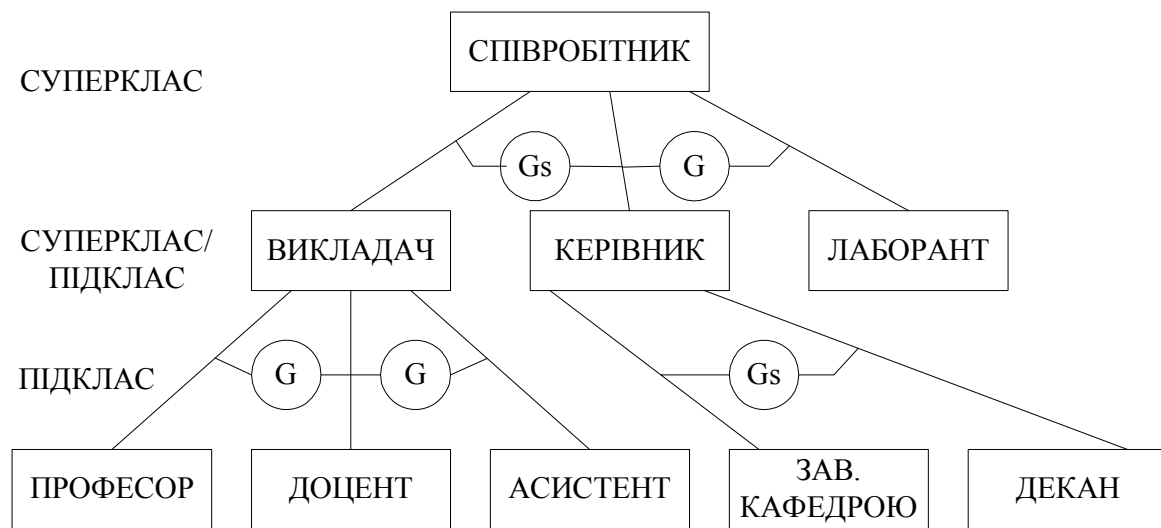 СПІВРОБІТНИК
СУПЕРКЛАС
Gs
G
СУПЕРКЛАС/
ПІДКЛАС
ВИКЛАДАЧ
КЕРІВНИК
ЛАБОРАНТ
ПІДКЛАС
G
G
Gs
ПРОФЕСОР
ДОЦЕНТ
АСИСТЕНТ
ЗАВ.
КАФЕДРОЮ
ДЕКАН